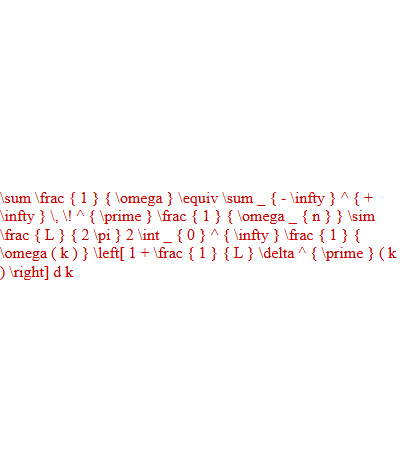 \sum \frac { 1 } { \omega } \equiv \sum _ { - \infty } ^ { +
\infty } \, \! ^ { \prime } \frac { 1 } { \omega _ { n } } \sim
\frac { L } { 2 \pi } 2 \int _ { 0 } ^ { \infty } \frac { 1 } {
\omega ( k ) } \left[ 1 + \frac { 1 } { L } \delta ^ { \prime } ( k
) \right] d k